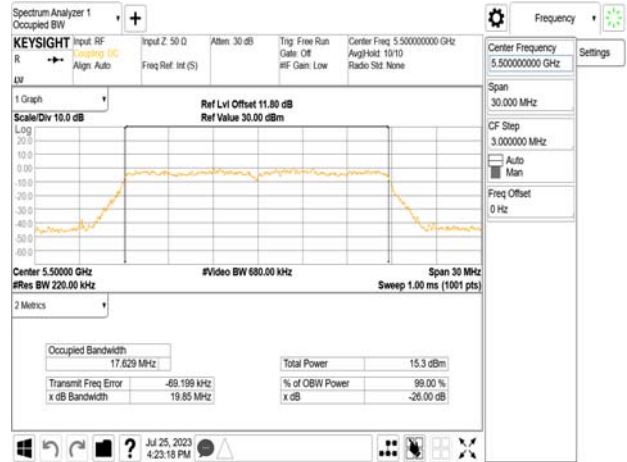 Spectrum Analyzer 1
Occupied BW
Frequency
KEYSIGHT
Input: RF
Coupling: DC
Align: Auto
Input Z: 50 Ω
Freq Ref: Int (S)
Atten: 30 dB
Trig: Free Run
Gate: Off
#IF Gain: Low
Center Freq: 5.500000000 GHz
Avg|Hold: 10/10
Radio Std: None
R
LXI
Center Frequency
5.500000000 GHz
Settings
Span
30.000 MHz
CF Step
3.000000 MHz
Auto
Man
Freq Offset
0 Hz
1 Graph
Scale/Div 10.0 dB
Ref Lvl Offset 11.80 dB
Ref Value 30.00 dBm
Log
20.0
10.0
0.00
-10.0
-20.0
-30.0
-40.0
-50.0
-60.0
Center 5.50000 GHz
#Video BW 680.00 kHz
Span 30 MHz
#Res BW 220.00 kHz
Sweep 1.00 ms (1001 pts)
2 Metrics
Occupied Bandwidth
17.629 MHz
Total Power 15.3 dBm
Transmit Freq Error -69.199 kHz
% of OBW Power 99.00 %
x dB Bandwidth 19.85 MHz
x dB -26.00 dB
?
Jul 25, 2023
4:23:18 PM